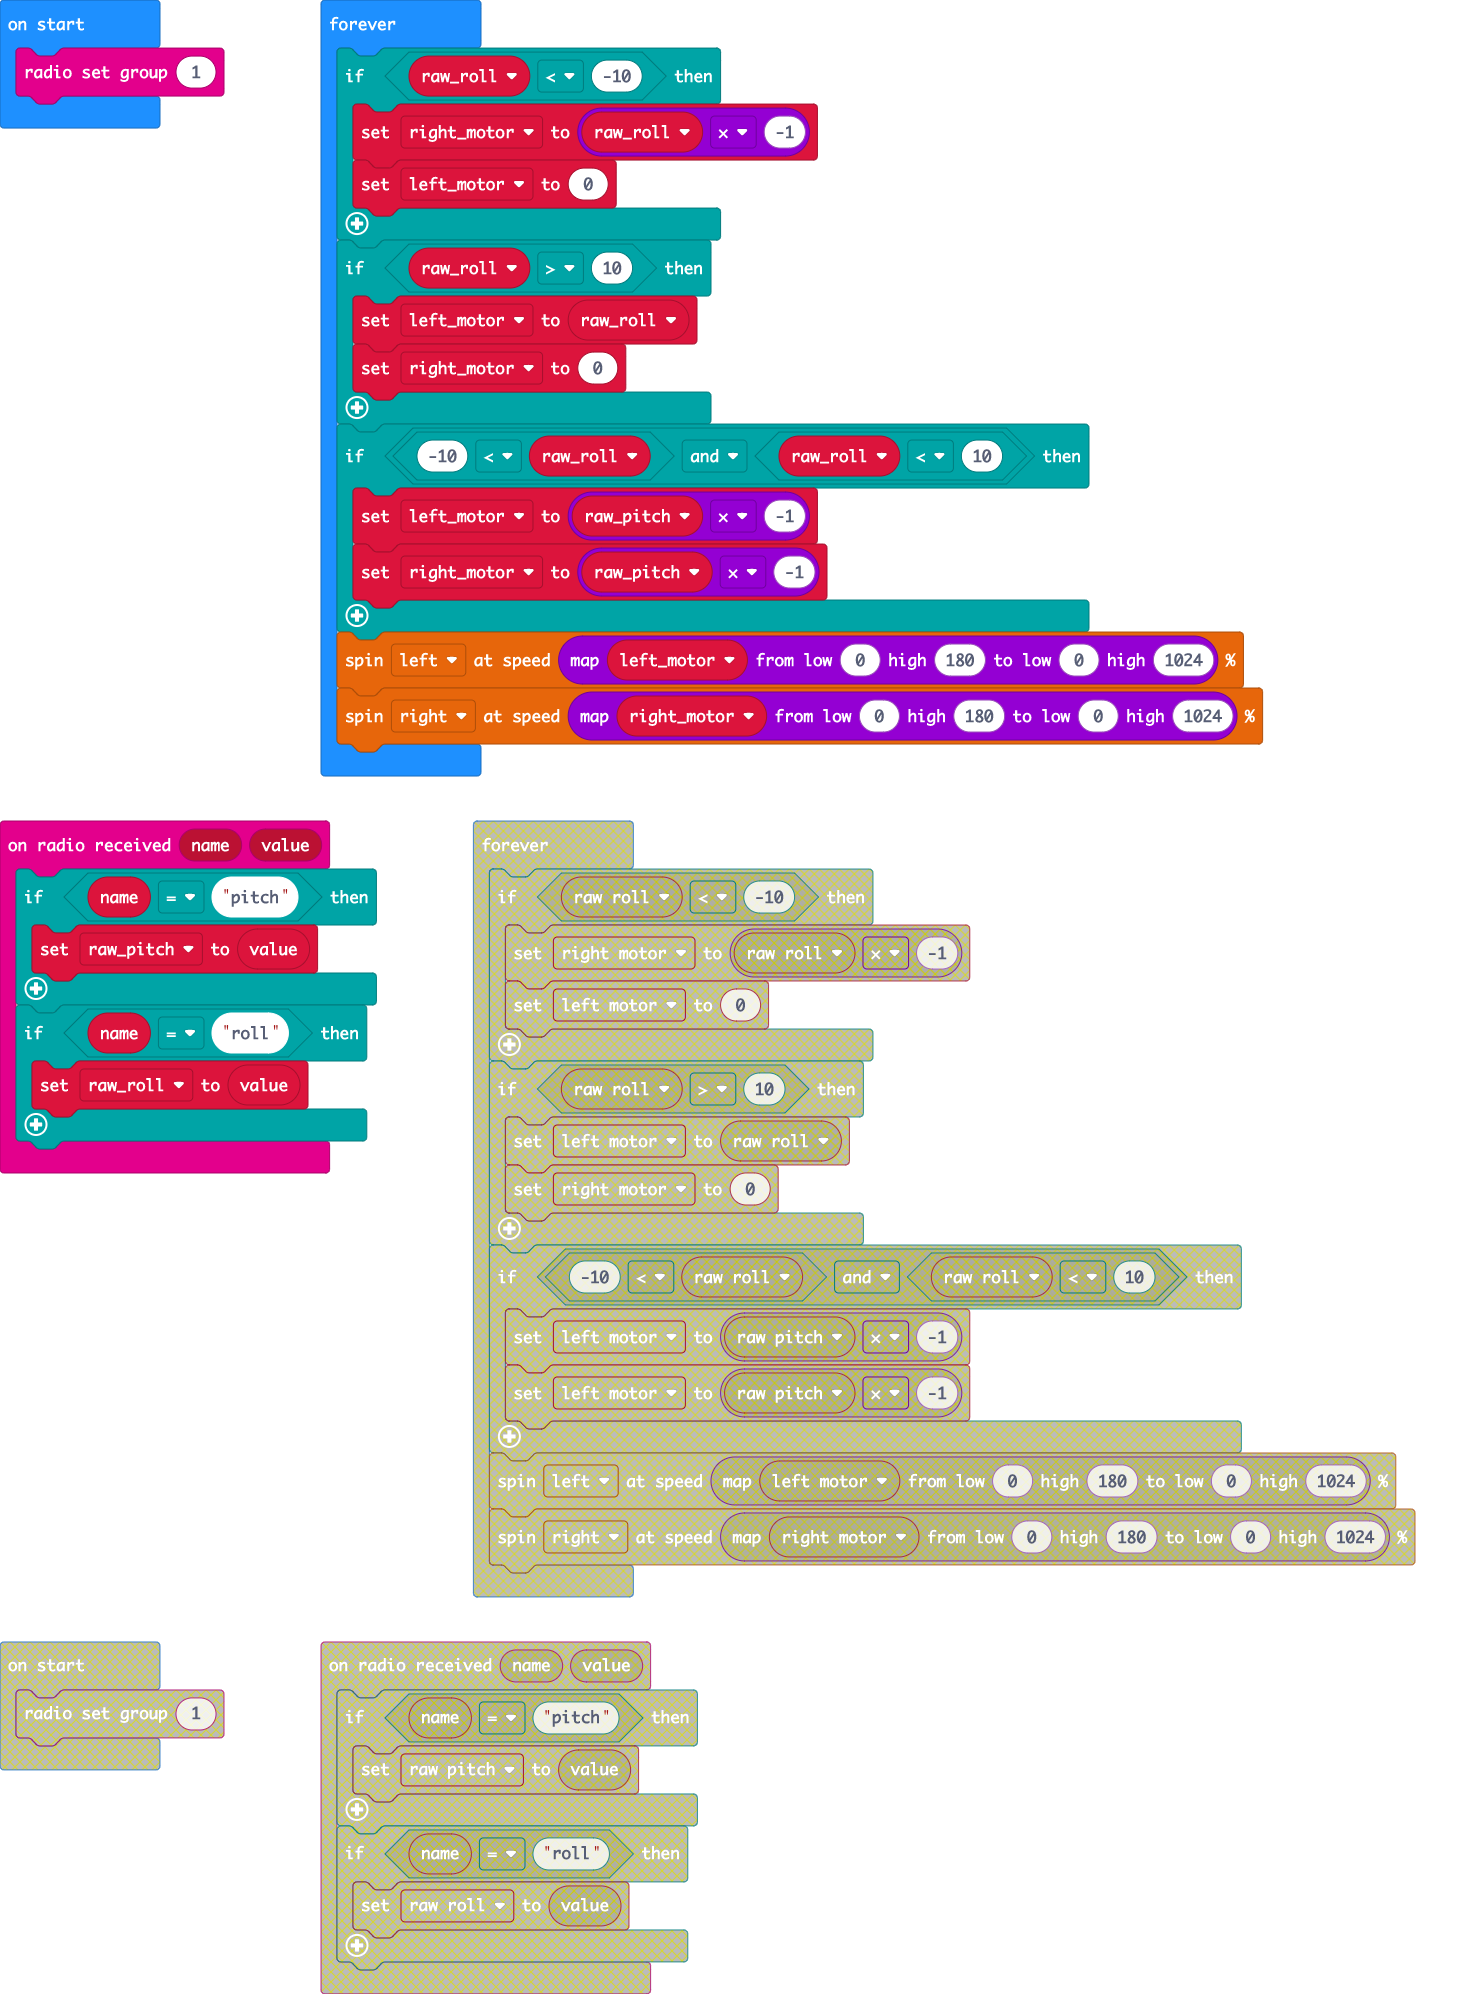 on start
radio set group 1
forever
if raw_roll < -10 then
set right_motor to raw_roll × -1
set left_motor to 0
if raw_roll > 10 then
set left_motor to raw_roll
set right_motor to 0
if -10 < raw_roll and raw_roll < 10 then
set left_motor to raw_pitch × -1
set right_motor to raw_pitch × -1
spin left at speed map left_motor from low 0 high 180 to low 0 high 1024 %
spin right at speed map right_motor from low 0 high 180 to low 0 high 1024 %
on radio received name value
if name = "pitch" then
set raw_pitch to value
if name = "roll" then
set raw_roll to value
forever
if raw roll < -10 then
set right motor to raw roll × -1
set left motor to 0
if raw roll > 10 then
set left motor to raw roll
set right motor to 0
if -10 < raw roll and raw roll < 10 then
set left motor to raw pitch × -1
set left motor to raw pitch × -1
spin left at speed map left motor from low 0 high 180 to low 0 high 1024 %
spin right at speed map right motor from low 0 high 180 to low 0 high 1024 %
on start
radio set group 1
on radio received name value
if name = "pitch" then
set raw pitch to value
if name = "roll" then
set raw roll to value